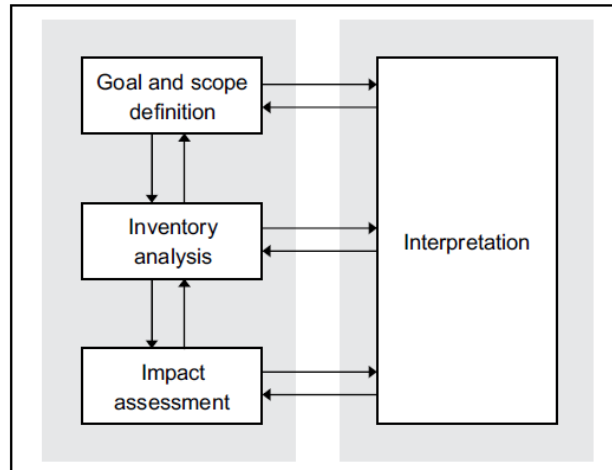 Goal and scope
definition
Inventory
analysis
Interpretation
Impact
assessment